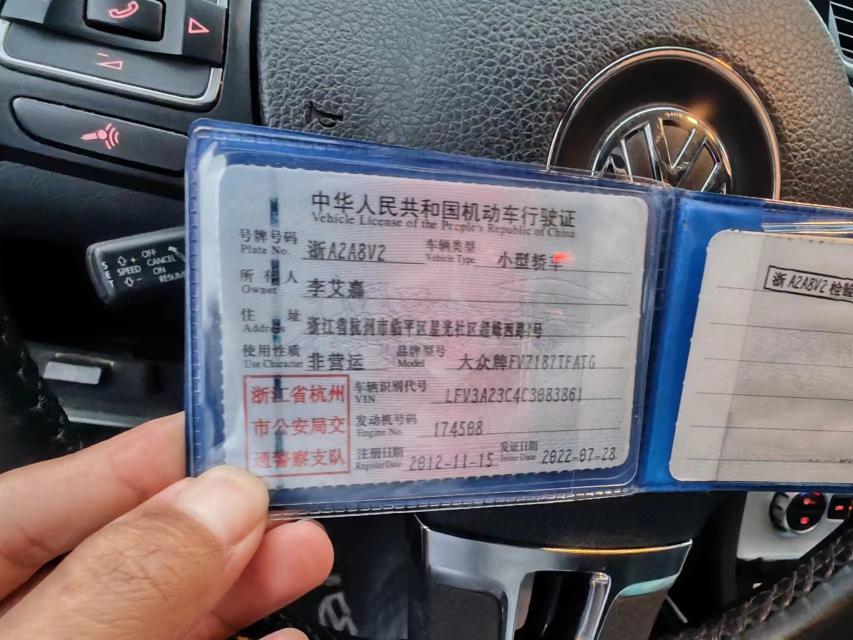 OFF
SPEED CANCEL
ON
RESUM
中华人民共和国机动车行驶证
Vehicle License of the People's Republic of China
号牌号码 浙A2A8V2 车辆类型 小型轿车
Plate No. Vehicle Type
所有人 李艾嘉
Owner
住址 浙江省杭州市临平区星光社区迎峰西路1号
Address
使用性质 非营运 品牌型号 大众牌FV7187TFATG
Use Character Model
浙江省杭州 车辆识别代号 LFV3A23C4C3083861
VIN
市公安局交 发动机号码 174508
Engine No.
通警察支队 注册日期 2012-11-15 发证日期 2022-07-28
Register Date Issue Date
浙A2A8V2 检验